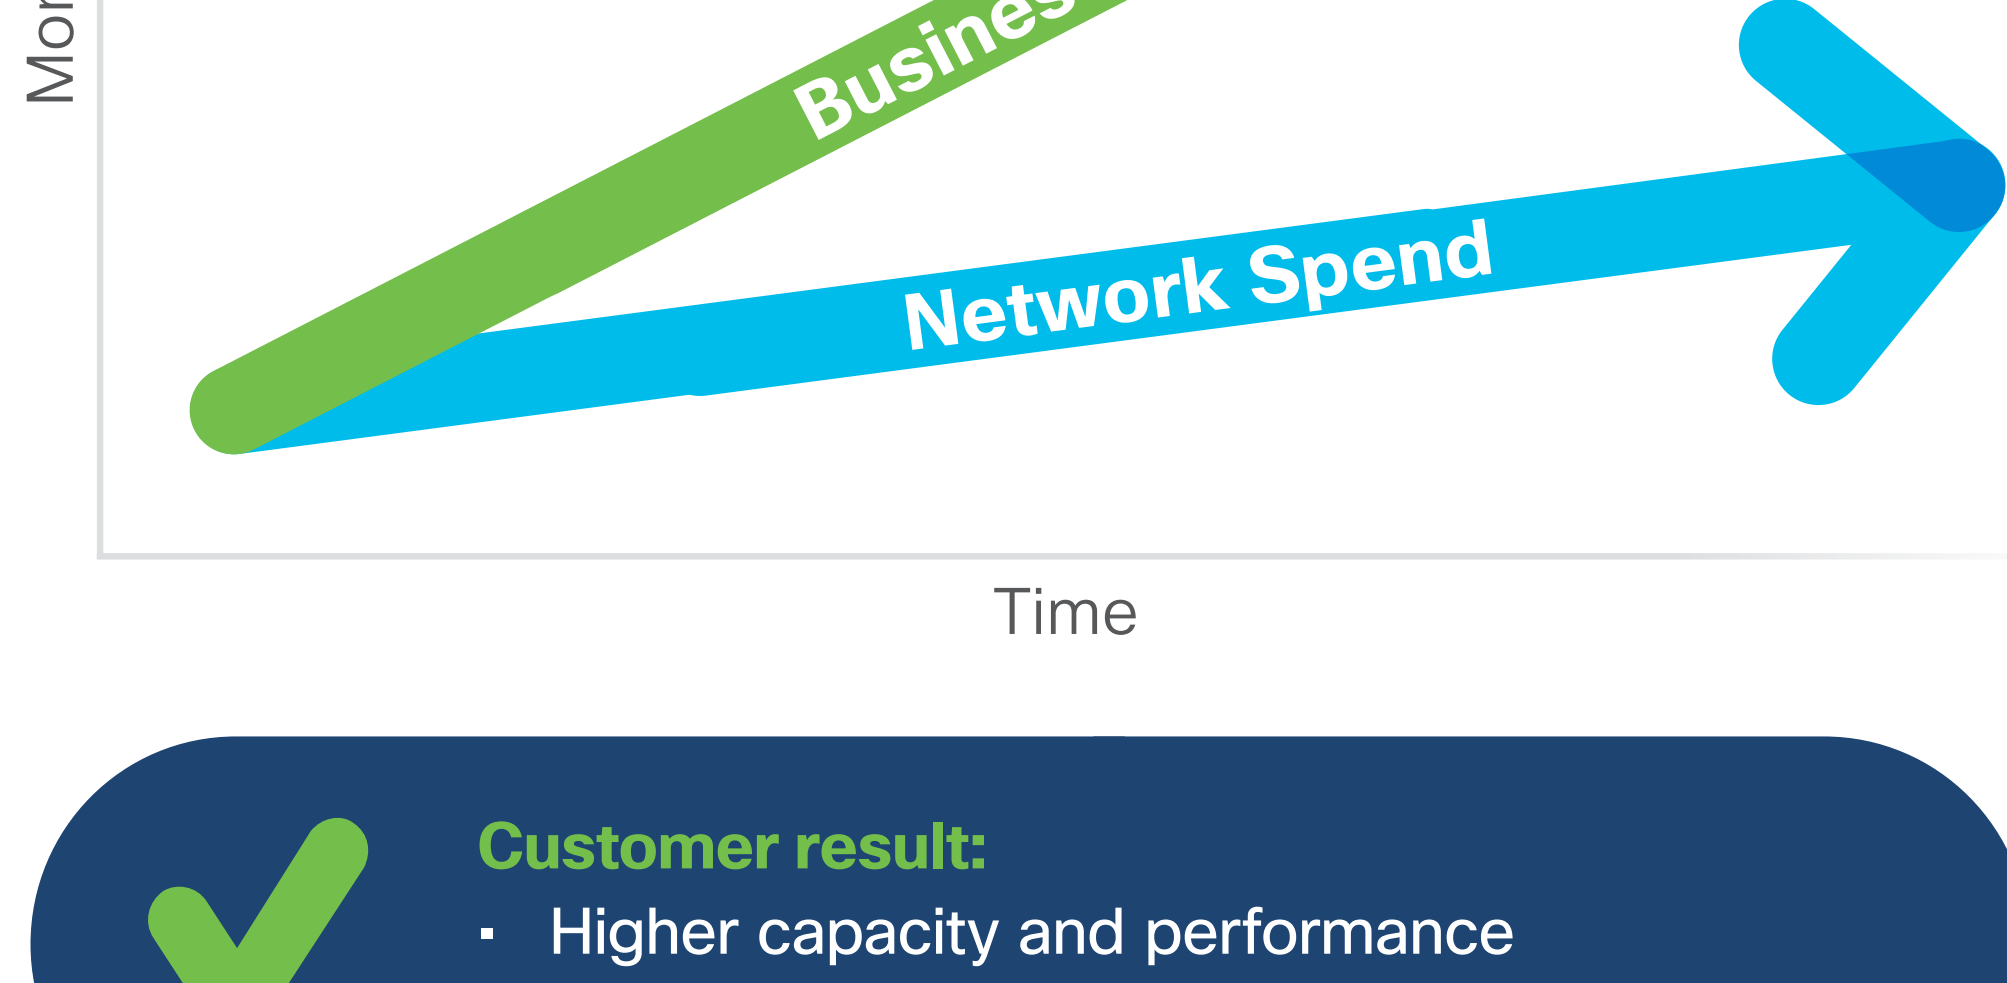 Network Spend
Time
Customer result:
▪ Higher capacity and performance